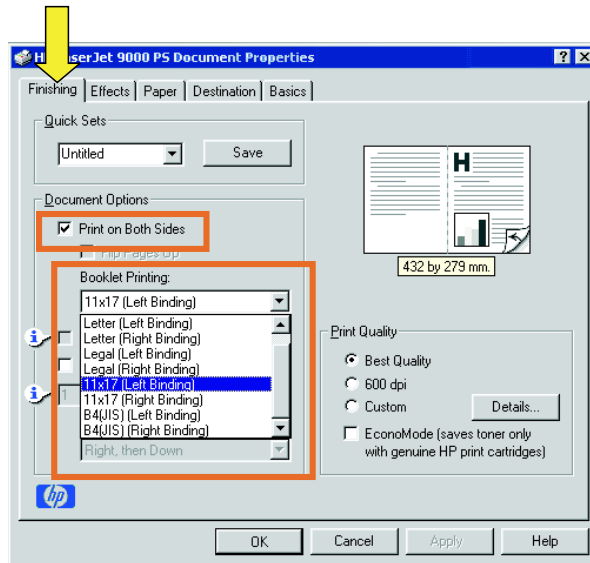 HP LaserJet 9000 PS Document Properties
Finishing Effects Paper Destination Basics
Quick Sets
Untitled Save
Document Options
Print on Both Sides
Flip Pages Up
Booklet Printing:
11x17 (Left Binding)
Letter (Left Binding)
Letter (Right Binding)
Legal (Left Binding)
Legal (Right Binding)
11x17 (Left Binding)
11x17 (Right Binding)
B4(JIS) (Left Binding)
B4(JIS) (Right Binding)
1
Right, then Down
H
432 by 279 mm.
Print Quality
Best Quality
600 dpi
Custom Details...
EconoMode (saves toner only
with genuine HP print cartridges)
hp
OK Cancel Apply Help